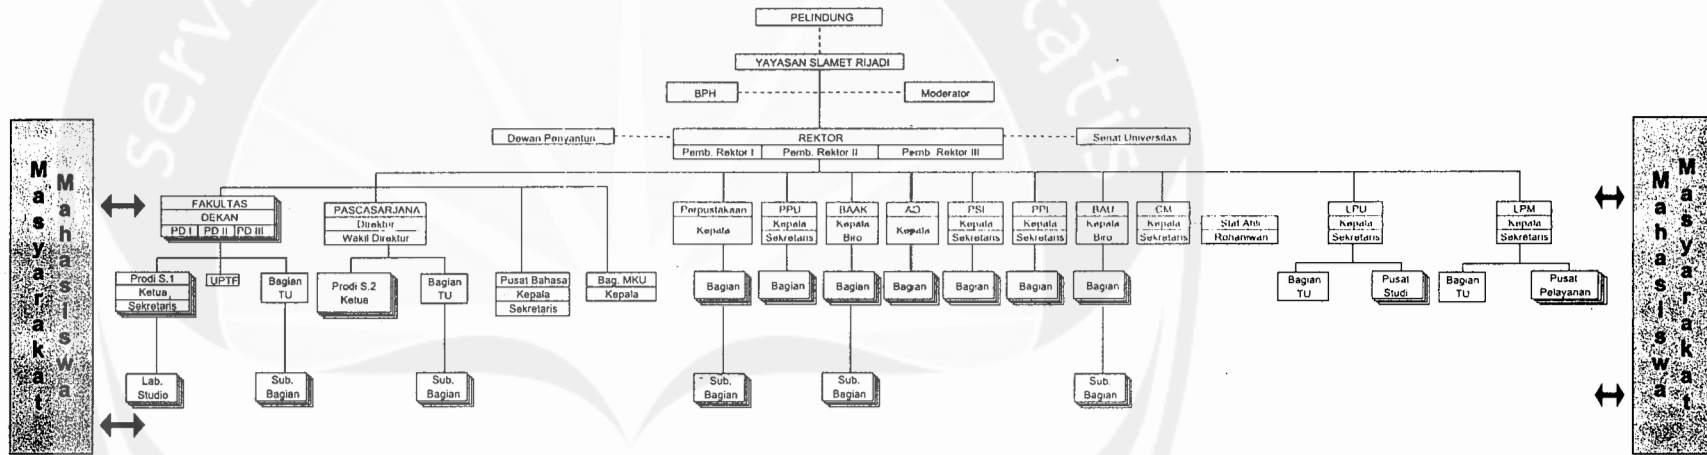 PELINDUNG
YAYASAN SLAMET RIJADI
BPH
Moderator
Dewan Penyantun
REKTOR
Senat Universitas
Pemb. Rektor I
Pemb. Rektor II
Pemb Rektor III
Masyarakat
Mahasiswa
FAKULTAS
DEKAN
PD I
PD II
PD III
PASCASARJANA
Direktur
Wakil Direktur
Perpustakaan
Kepala
PPU
Kepala
Sekretaris
BAAK
Kepala
Biro
Kepala
PSI
Kepala
Sekretaris
PPI
Kepala
Sekretaris
BAU
Kepala
Biro
CM
Kepala
Sekretaris
Staf Ahli
Rohaniwan
LPU
Kepala
Sekretaris
LPM
Kepala
Sekretaris
Mahasiswa
Masyarakat
Prodi S.1
Ketua
Sekretaris
UPTF
Bagian
TU
Prodi S.2
Ketua
Bagian
TU
Pusat Bahasa
Kepala
Sekretaris
Bag. MKU
Kepala
Bagian
Bagian
Bagian
Bagian
Bagian
Bagian
Bagian
Bagian
TU
Pusat
Studi
Bagian
TU
Pusat
Pelayanan
Lab.
Studio
Sub.
Bagian
Sub.
Bagian
Sub.
Bagian
Sub.
Bagian
Sub.
Bagian